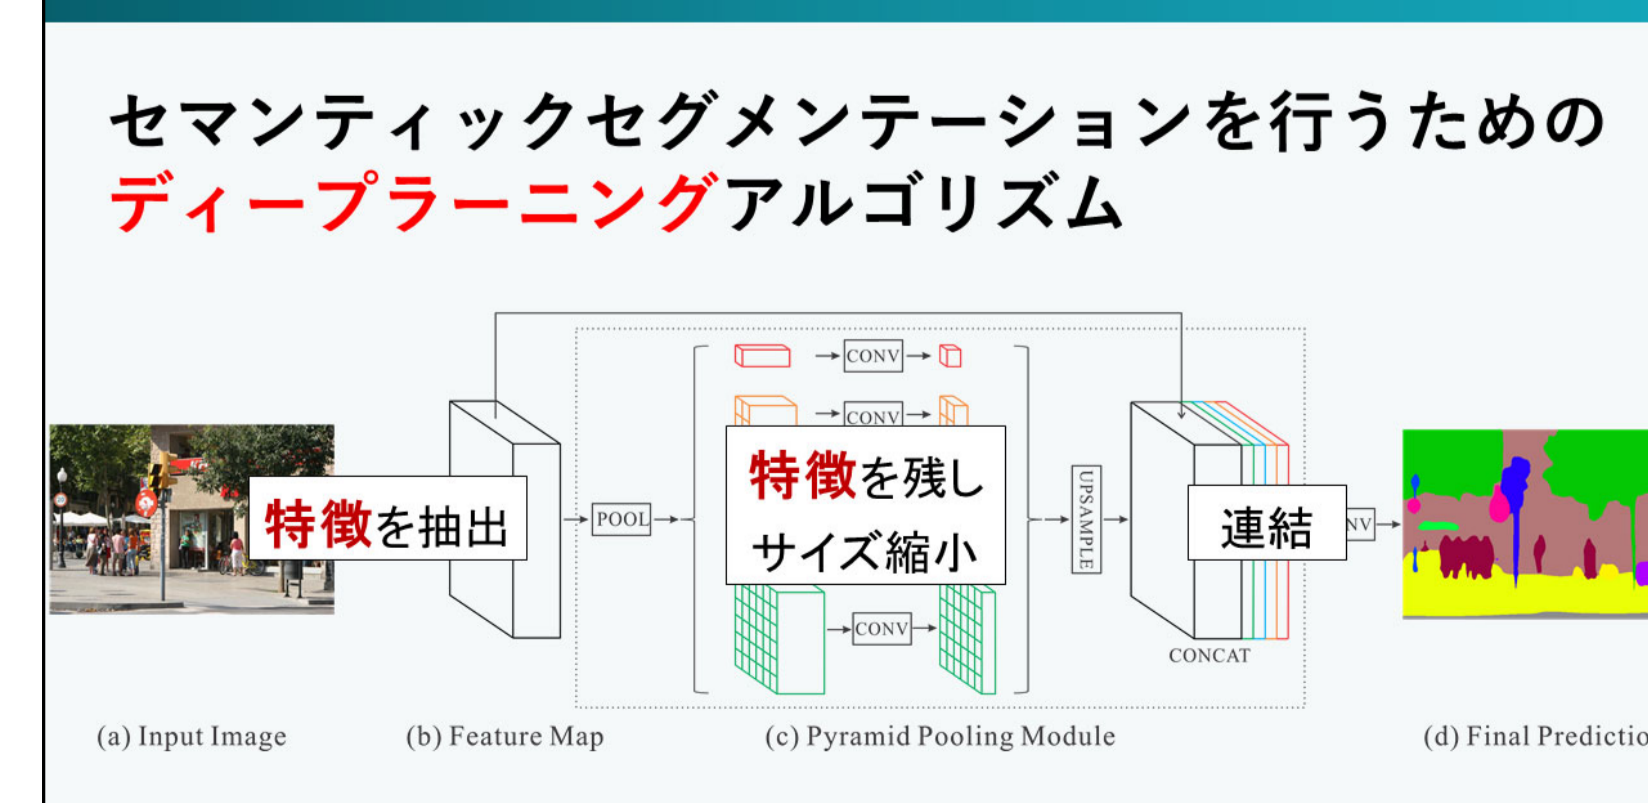 セマンティックセグメンテーションを行うための
ディープラーニングアルゴリズム
CONV
CONV
特徴を残し
サイズ縮小
特徴を抽出
POOL
UPSAMPLE
連結
NV
CONV
CONCAT
(a) Input Image
(b) Feature Map
(c) Pyramid Pooling Module
(d) Final Predictio